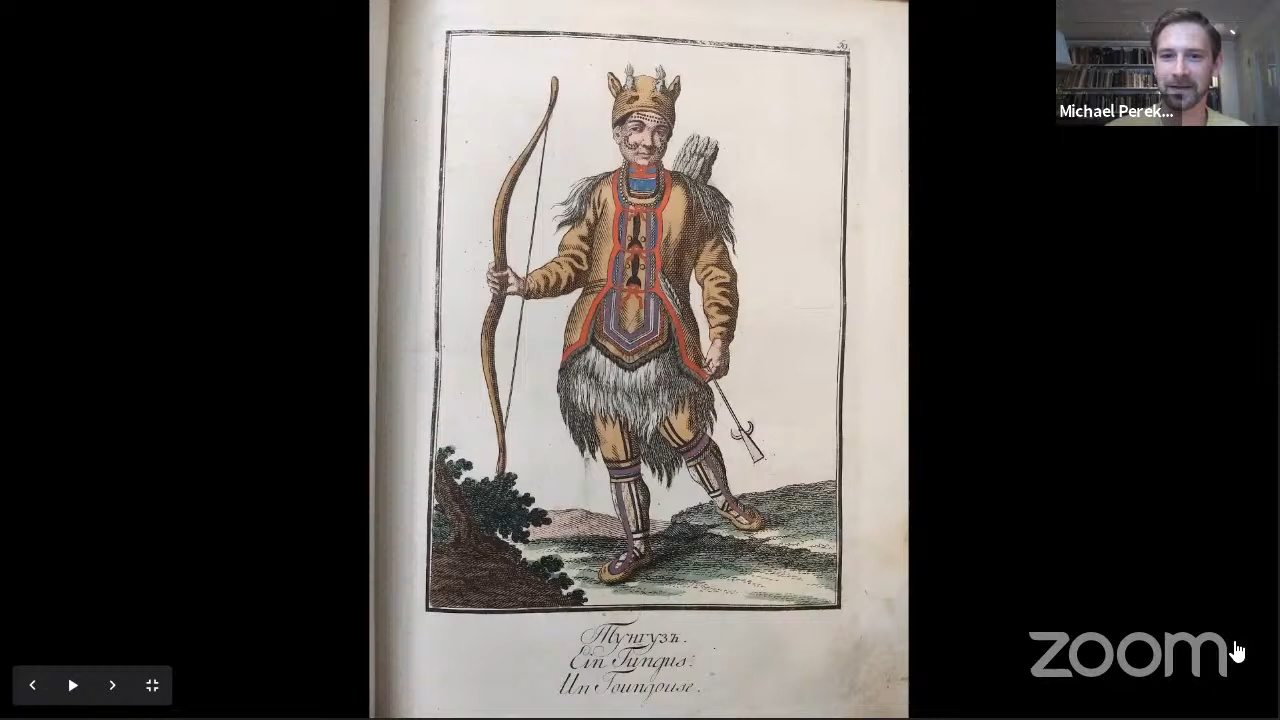 Michael Perek...
Тунгузъ.
Ein Tungus.
Un Toungouse.
zoom